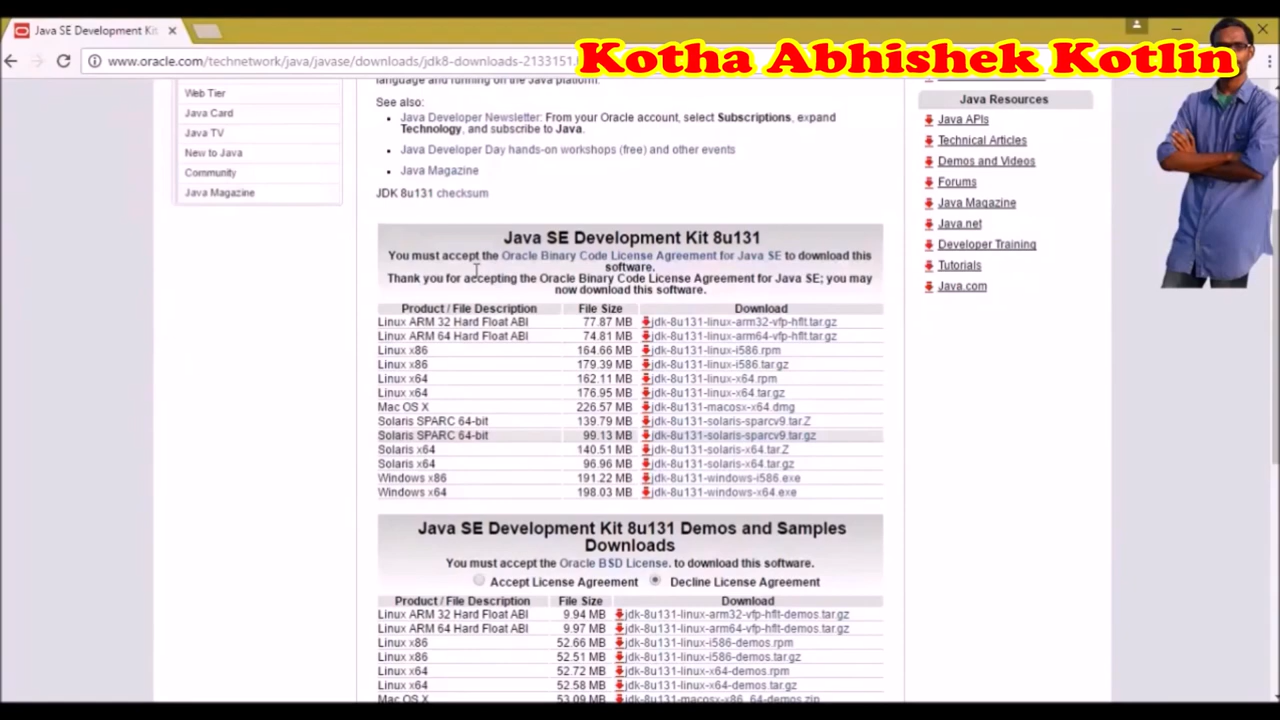 Java SE Development Kit
Kotha Abhishek Kotlin
www.oracle.com/technetwork/java/javase/downloads/jdk8-downloads-2133151.
language and running on the Java platform.
Web Tier
Java Card
Java TV
New to Java
Community
Java Magazine
See also:
Java Developer Newsletter: From your Oracle account, select Subscriptions, expand
Technology, and subscribe to Java.
Java Developer Day hands-on workshops (free) and other events
Java Magazine
JDK 8u131 checksum
Java Resources
Java APIs
Technical Articles
Demos and Videos
Forums
Java Magazine
Java.net
Developer Training
Tutorials
Java.com
Java SE Development Kit 8u131
You must accept the Oracle Binary Code License Agreement for Java SE to download this
software.
Thank you for accepting the Oracle Binary Code License Agreement for Java SE; you may
now download this software.
Product / File Description File Size Download
Linux ARM 32 Hard Float ABI 77.87 MB jdk-8u131-linux-arm32-vfp-hflt.tar.gz
Linux ARM 64 Hard Float ABI 74.81 MB jdk-8u131-linux-arm64-vfp-hflt.tar.gz
Linux x86 164.66 MB jdk-8u131-linux-i586.rpm
Linux x86 179.39 MB jdk-8u131-linux-i586.tar.gz
Linux x64 162.11 MB jdk-8u131-linux-x64.rpm
Linux x64 176.95 MB jdk-8u131-linux-x64.tar.gz
Mac OS X 226.57 MB jdk-8u131-macosx-x64.dmg
Solaris SPARC 64-bit 139.79 MB jdk-8u131-solaris-sparcv9.tar.Z
Solaris SPARC 64-bit 99.13 MB jdk-8u131-solaris-sparcv9.tar.gz
Solaris x64 140.51 MB jdk-8u131-solaris-x64.tar.Z
Solaris x64 96.96 MB jdk-8u131-solaris-x64.tar.gz
Windows x86 191.22 MB jdk-8u131-windows-i586.exe
Windows x64 198.03 MB jdk-8u131-windows-x64.exe
Java SE Development Kit 8u131 Demos and Samples
Downloads
You must accept the Oracle BSD License. to download this software.
Accept License Agreement Decline License Agreement
Product / File Description File Size Download
Linux ARM 32 Hard Float ABI 9.94 MB jdk-8u131-linux-arm32-vfp-hflt-demos.tar.gz
Linux ARM 64 Hard Float ABI 9.97 MB jdk-8u131-linux-arm64-vfp-hflt-demos.tar.gz
Linux x86 52.66 MB jdk-8u131-linux-i586-demos.rpm
Linux x86 52.51 MB jdk-8u131-linux-i586-demos.tar.gz
Linux x64 52.72 MB jdk-8u131-linux-x64-demos.rpm
Linux x64 52.58 MB jdk-8u131-linux-x64-demos.tar.gz
Mac OS X 53.09 MB jdk-8u131-macosx-x86_64-demos.zip